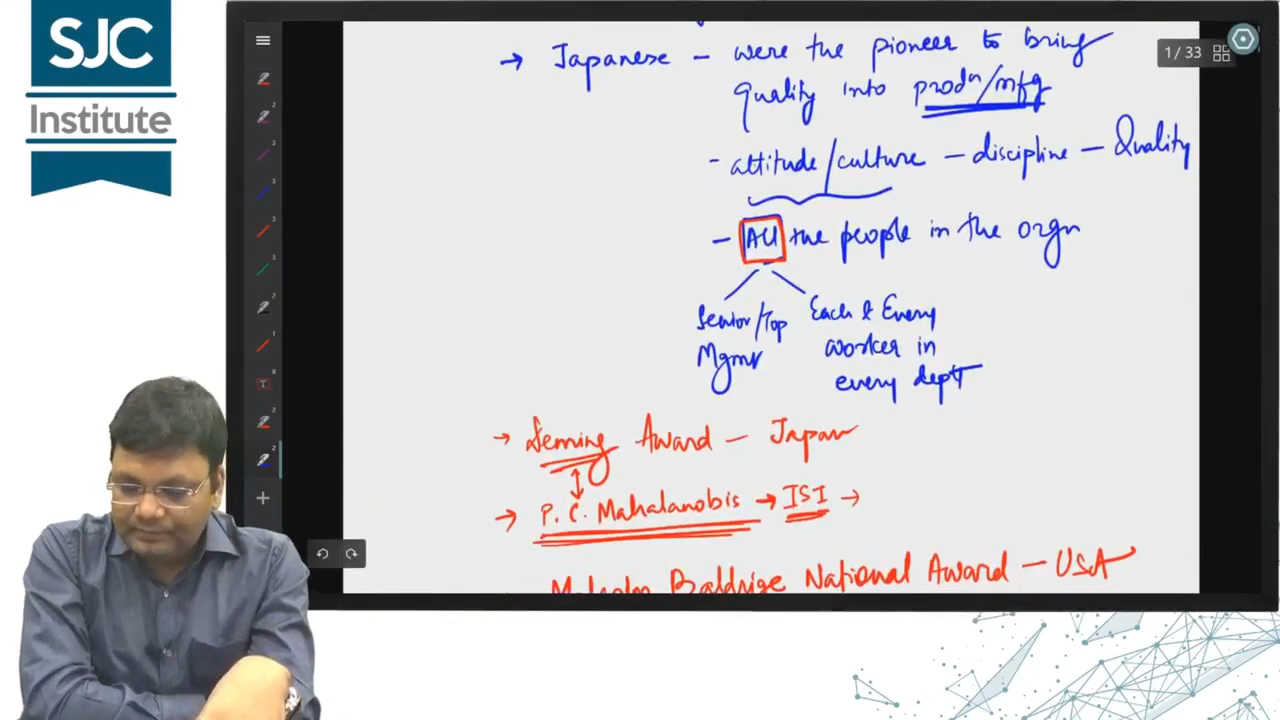 SJC
Institute
1 / 33
→ Japanese – were the pioneer to bring
quality into prodn/mfg
- attitude/culture – discipline – Quality
- All the people in the orgn
Senior/Top Each & Every
Mgmt worker in
every dept
→ Deming Award – Japan
→ P. C. Mahalanobis → ISI →
Malcolm Baldrige National Award – USA